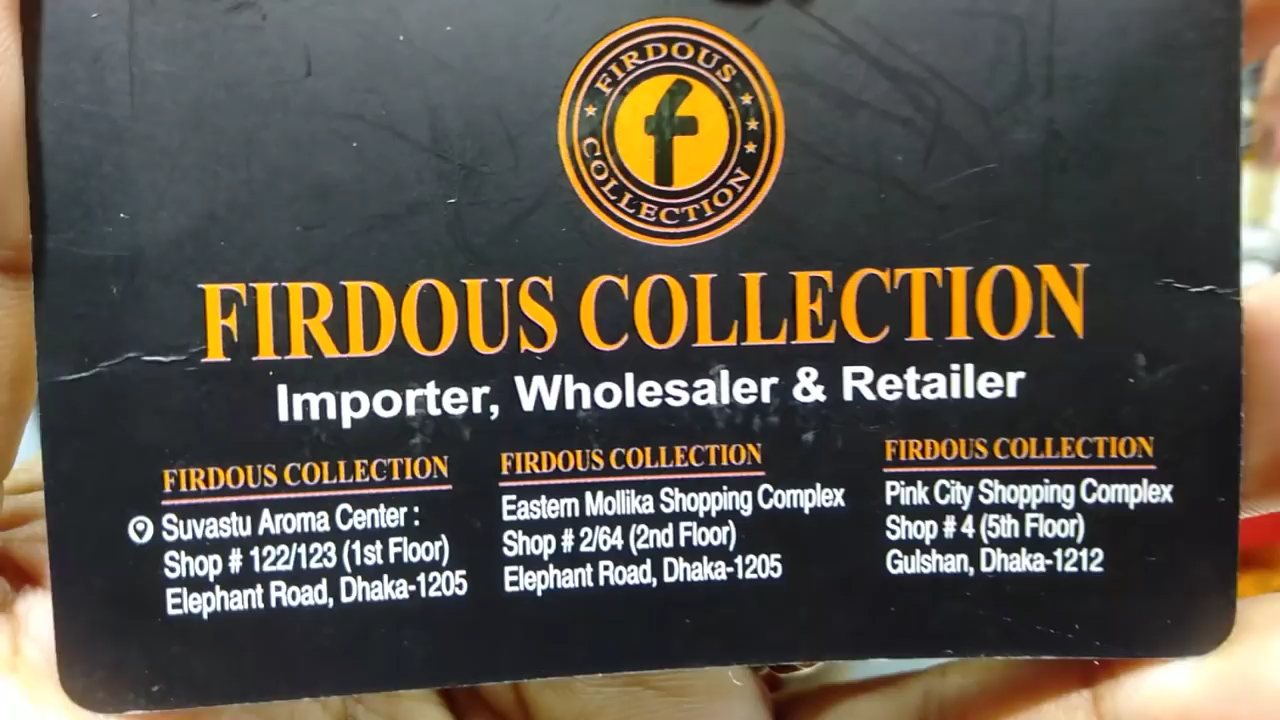 FIRDOUS
f
COLLECTION
FIRDOUS COLLECTION
Importer, Wholesaler & Retailer
FIRDOUS COLLECTION
Suvastu Aroma Center :
Shop # 122/123 (1st Floor)
Elephant Road, Dhaka-1205
FIRDOUS COLLECTION
Eastern Mollika Shopping Complex
Shop # 2/64 (2nd Floor)
Elephant Road, Dhaka-1205
FIRDOUS COLLECTION
Pink City Shopping Complex
Shop # 4 (5th Floor)
Gulshan, Dhaka-1212